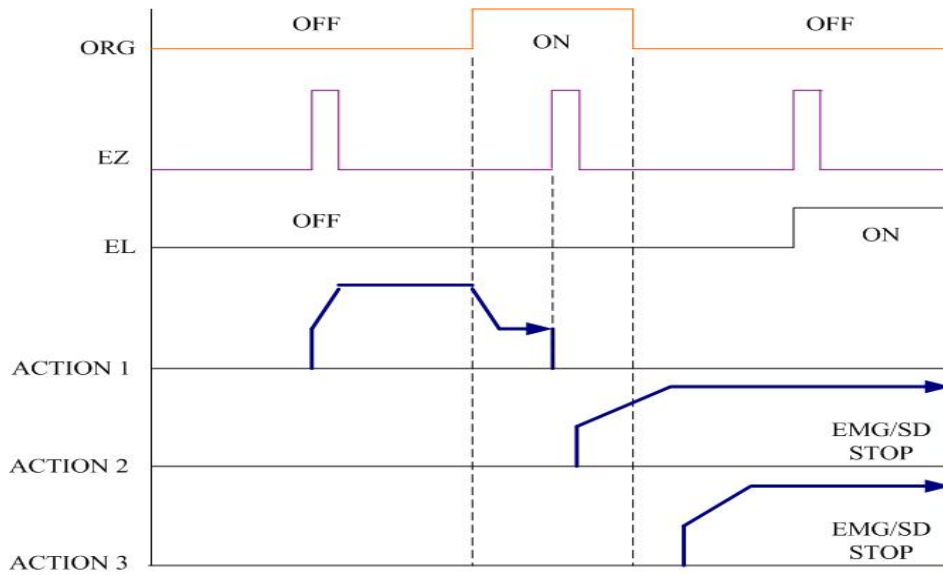 OFF
OFF
ORG
ON
EZ
OFF
EL
ON
ACTION 1
EMG/SD
STOP
ACTION 2
EMG/SD
STOP
ACTION 3